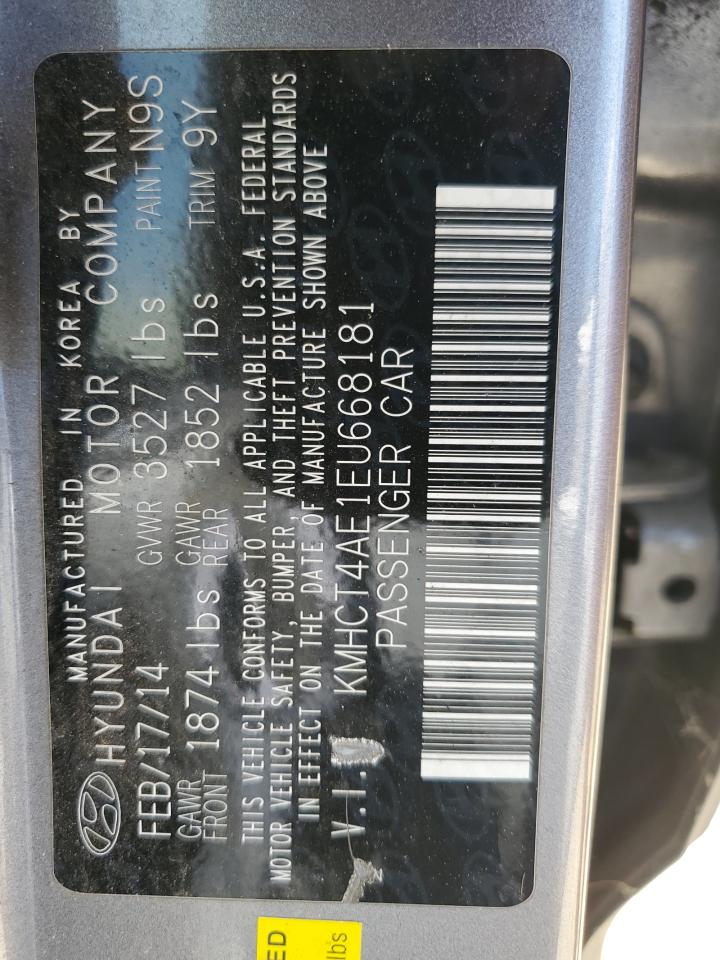 MANUFACTURED IN KOREA BY
HYUNDAI MOTOR COMPANY
FEB/17/14 GVWR 3527 lbs PAINT N9S
GAWR FRONT 1874 lbs GAWR REAR 1852 lbs TRIM 9Y
THIS VEHICLE CONFORMS TO ALL APPLICABLE U.S.A. FEDERAL
MOTOR VEHICLE SAFETY, BUMPER, AND THEFT PREVENTION STANDARDS
IN EFFECT ON THE DATE OF MANUFACTURE SHOWN ABOVE
V.I. KMHCT4AE1EU668181
PASSENGER CAR
ED
lbs